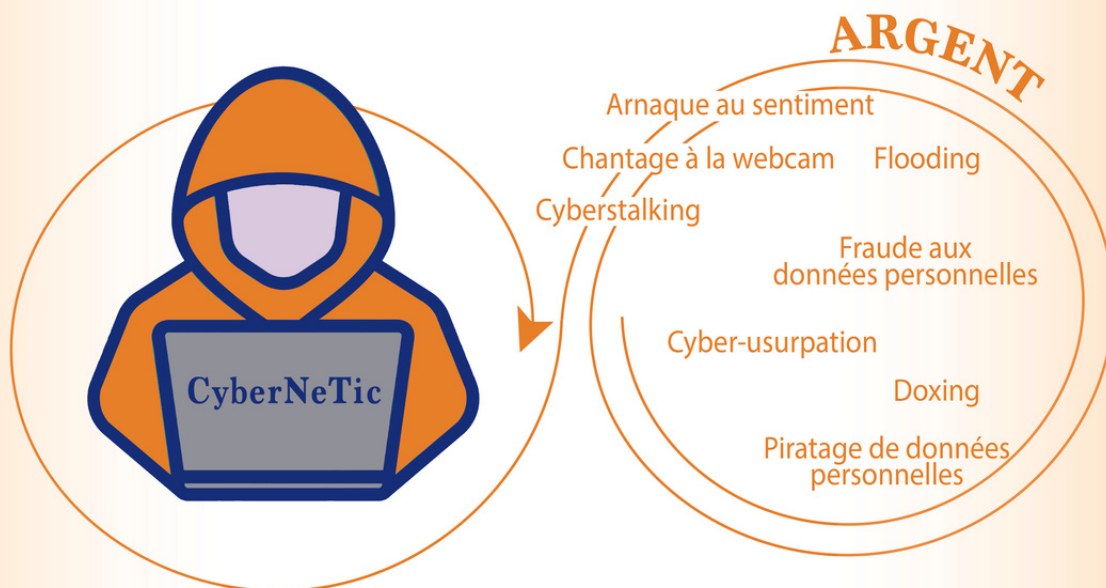 ARGENT
Arnaque au sentiment
Chantage à la webcam
Flooding
Cyberstalking
Fraude aux
données personnelles
Cyber-usurpation
Doxing
Piratage de données
personnelles
CyberNeTic